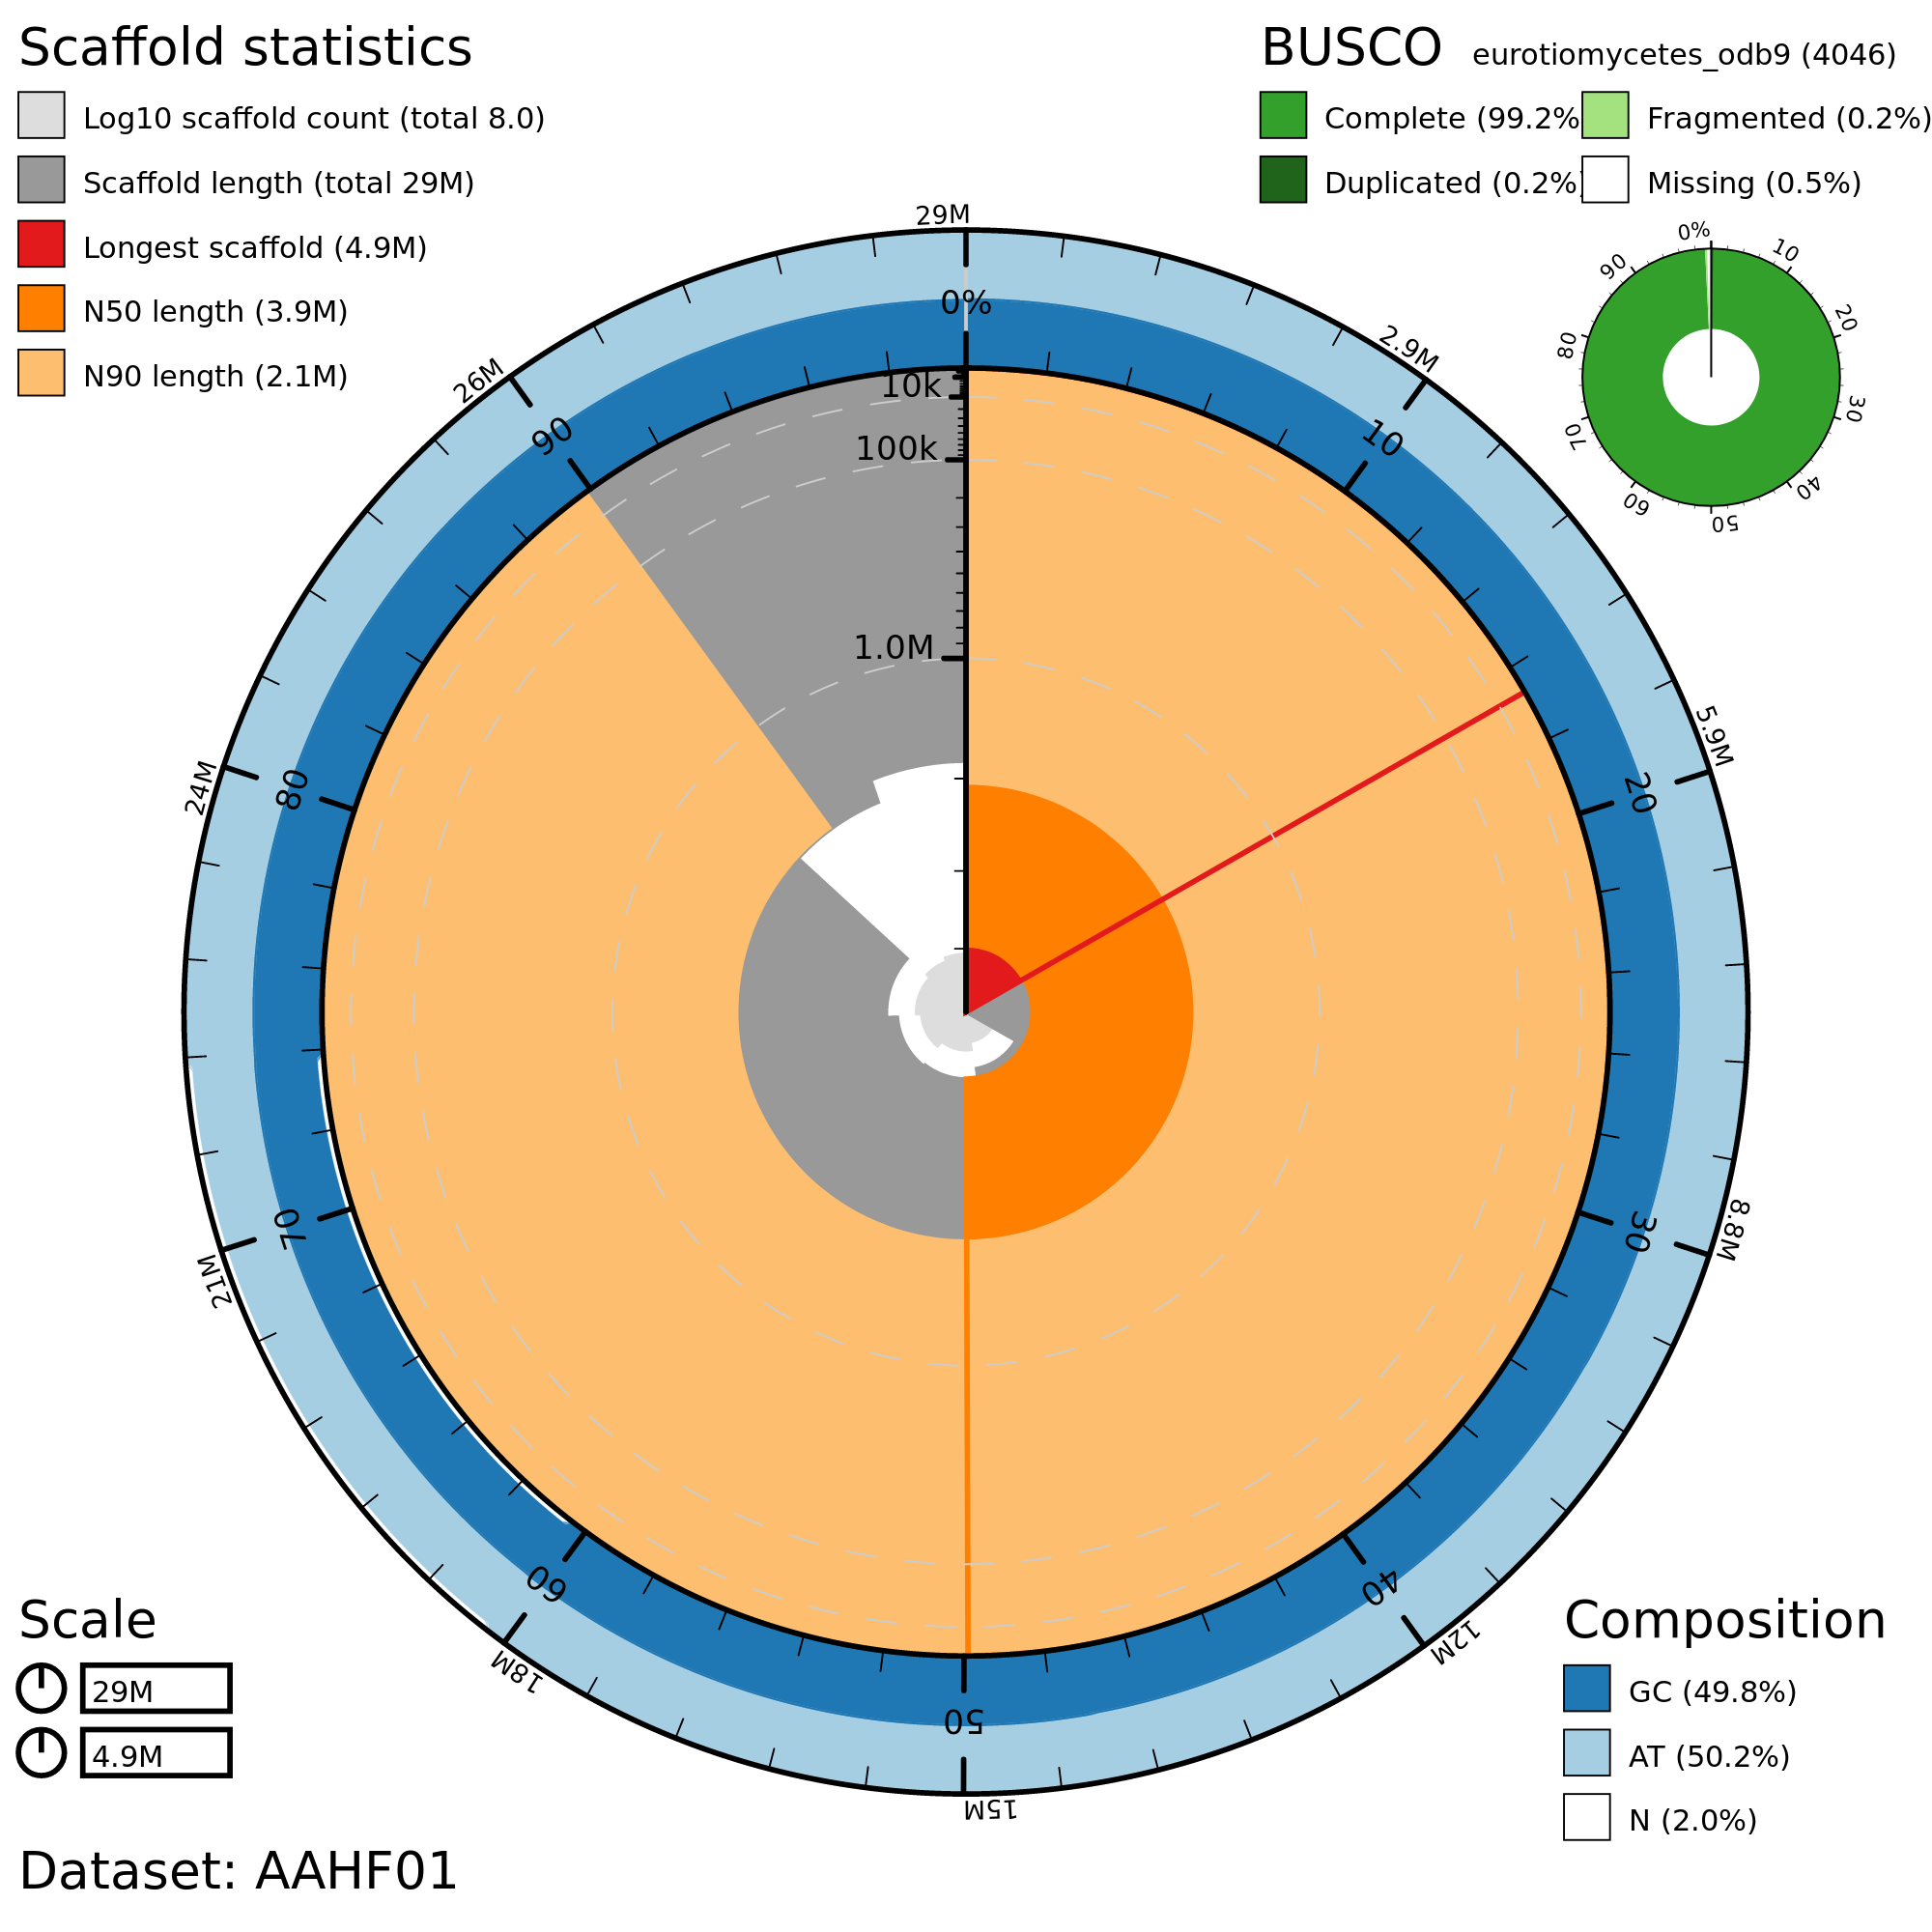 Scaffold statistics
Log10 scaffold count (total 8.0)
Scaffold length (total 29M)
Longest scaffold (4.9M)
N50 length (3.9M)
N90 length (2.1M)
BUSCO eurotiomycetes_odb9 (4046)
Complete (99.2% Fragmented (0.2%)
Duplicated (0.2%) Missing (0.5%)
0%
10
20
30
40
50
60
70
80
90
29M
2.9M
5.9M
8.8M
12M
15M
18M
21M
24M
26M
0%
10
20
30
40
50
60
70
80
90
10k
100k
1.0M
Scale
29M
4.9M
Composition
GC (49.8%)
AT (50.2%)
N (2.0%)
Dataset: AAHF01